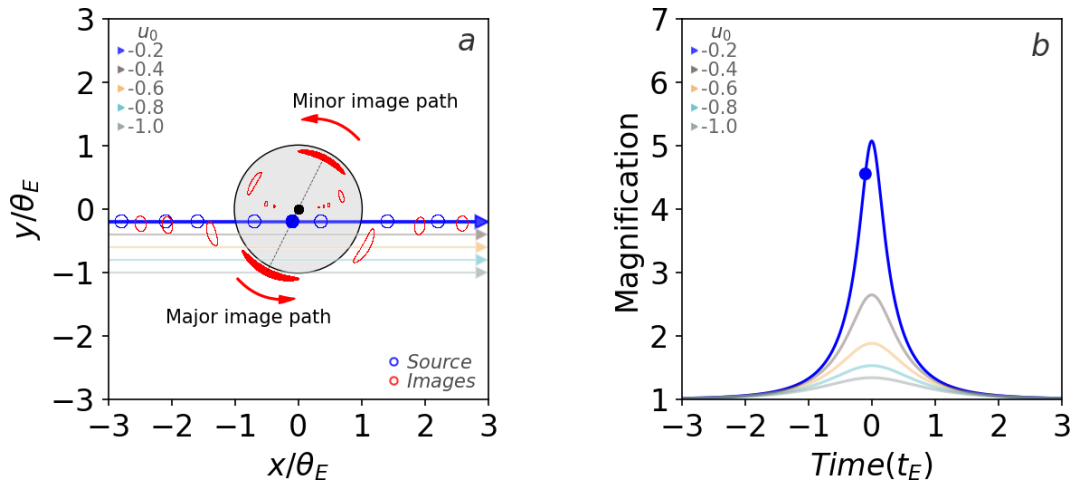 a
u₀
-0.2
-0.4
-0.6
-0.8
-1.0
Minor image path
Major image path
Source
Images
3
2
1
0
−1
−2
−3
y/θ_E
−3 −2 −1 0 1 2 3
x/θ_E
b
u₀
-0.2
-0.4
-0.6
-0.8
-1.0
7
6
5
4
3
2
1
Magnification
−3 −2 −1 0 1 2 3
Time(t_E)